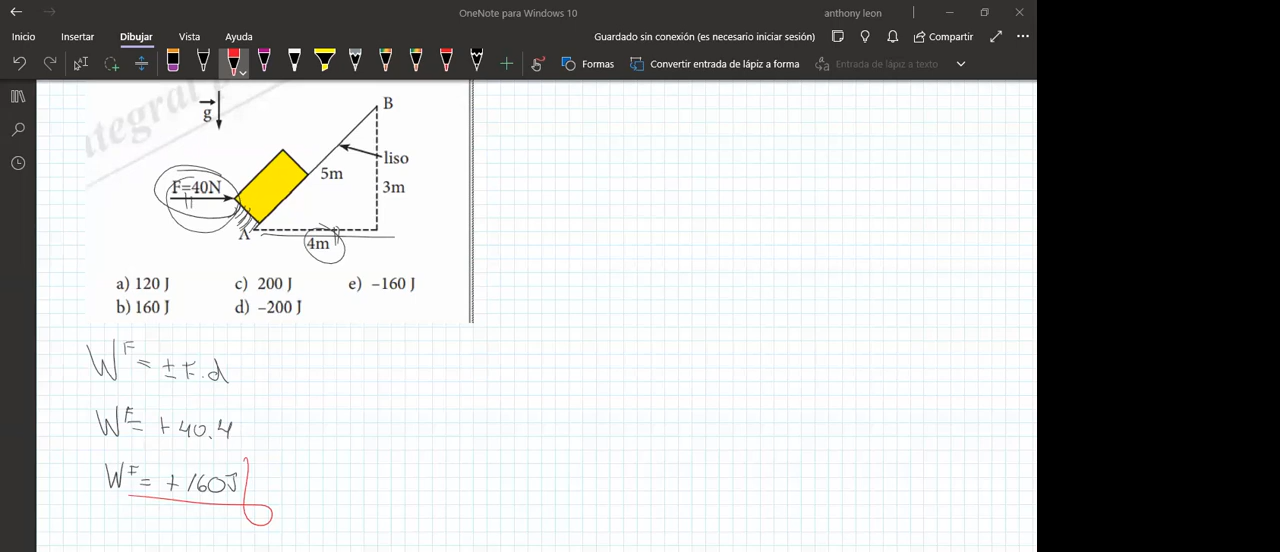 OneNote para Windows 10
anthony leon
Inicio
Insertar
Dibujar
Vista
Ayuda
Guardado sin conexión (es necesario iniciar sesión)
Compartir
Formas
Convertir entrada de lápiz a forma
Entrada de lápiz a texto
integral
g
B
liso
5m
F=40N
3m
A
4m
a) 120 J c) 200 J e) −160 J
b) 160 J d) −200 J
W^F = ± F.d
W^F = + 40.4
W^F = + 160J